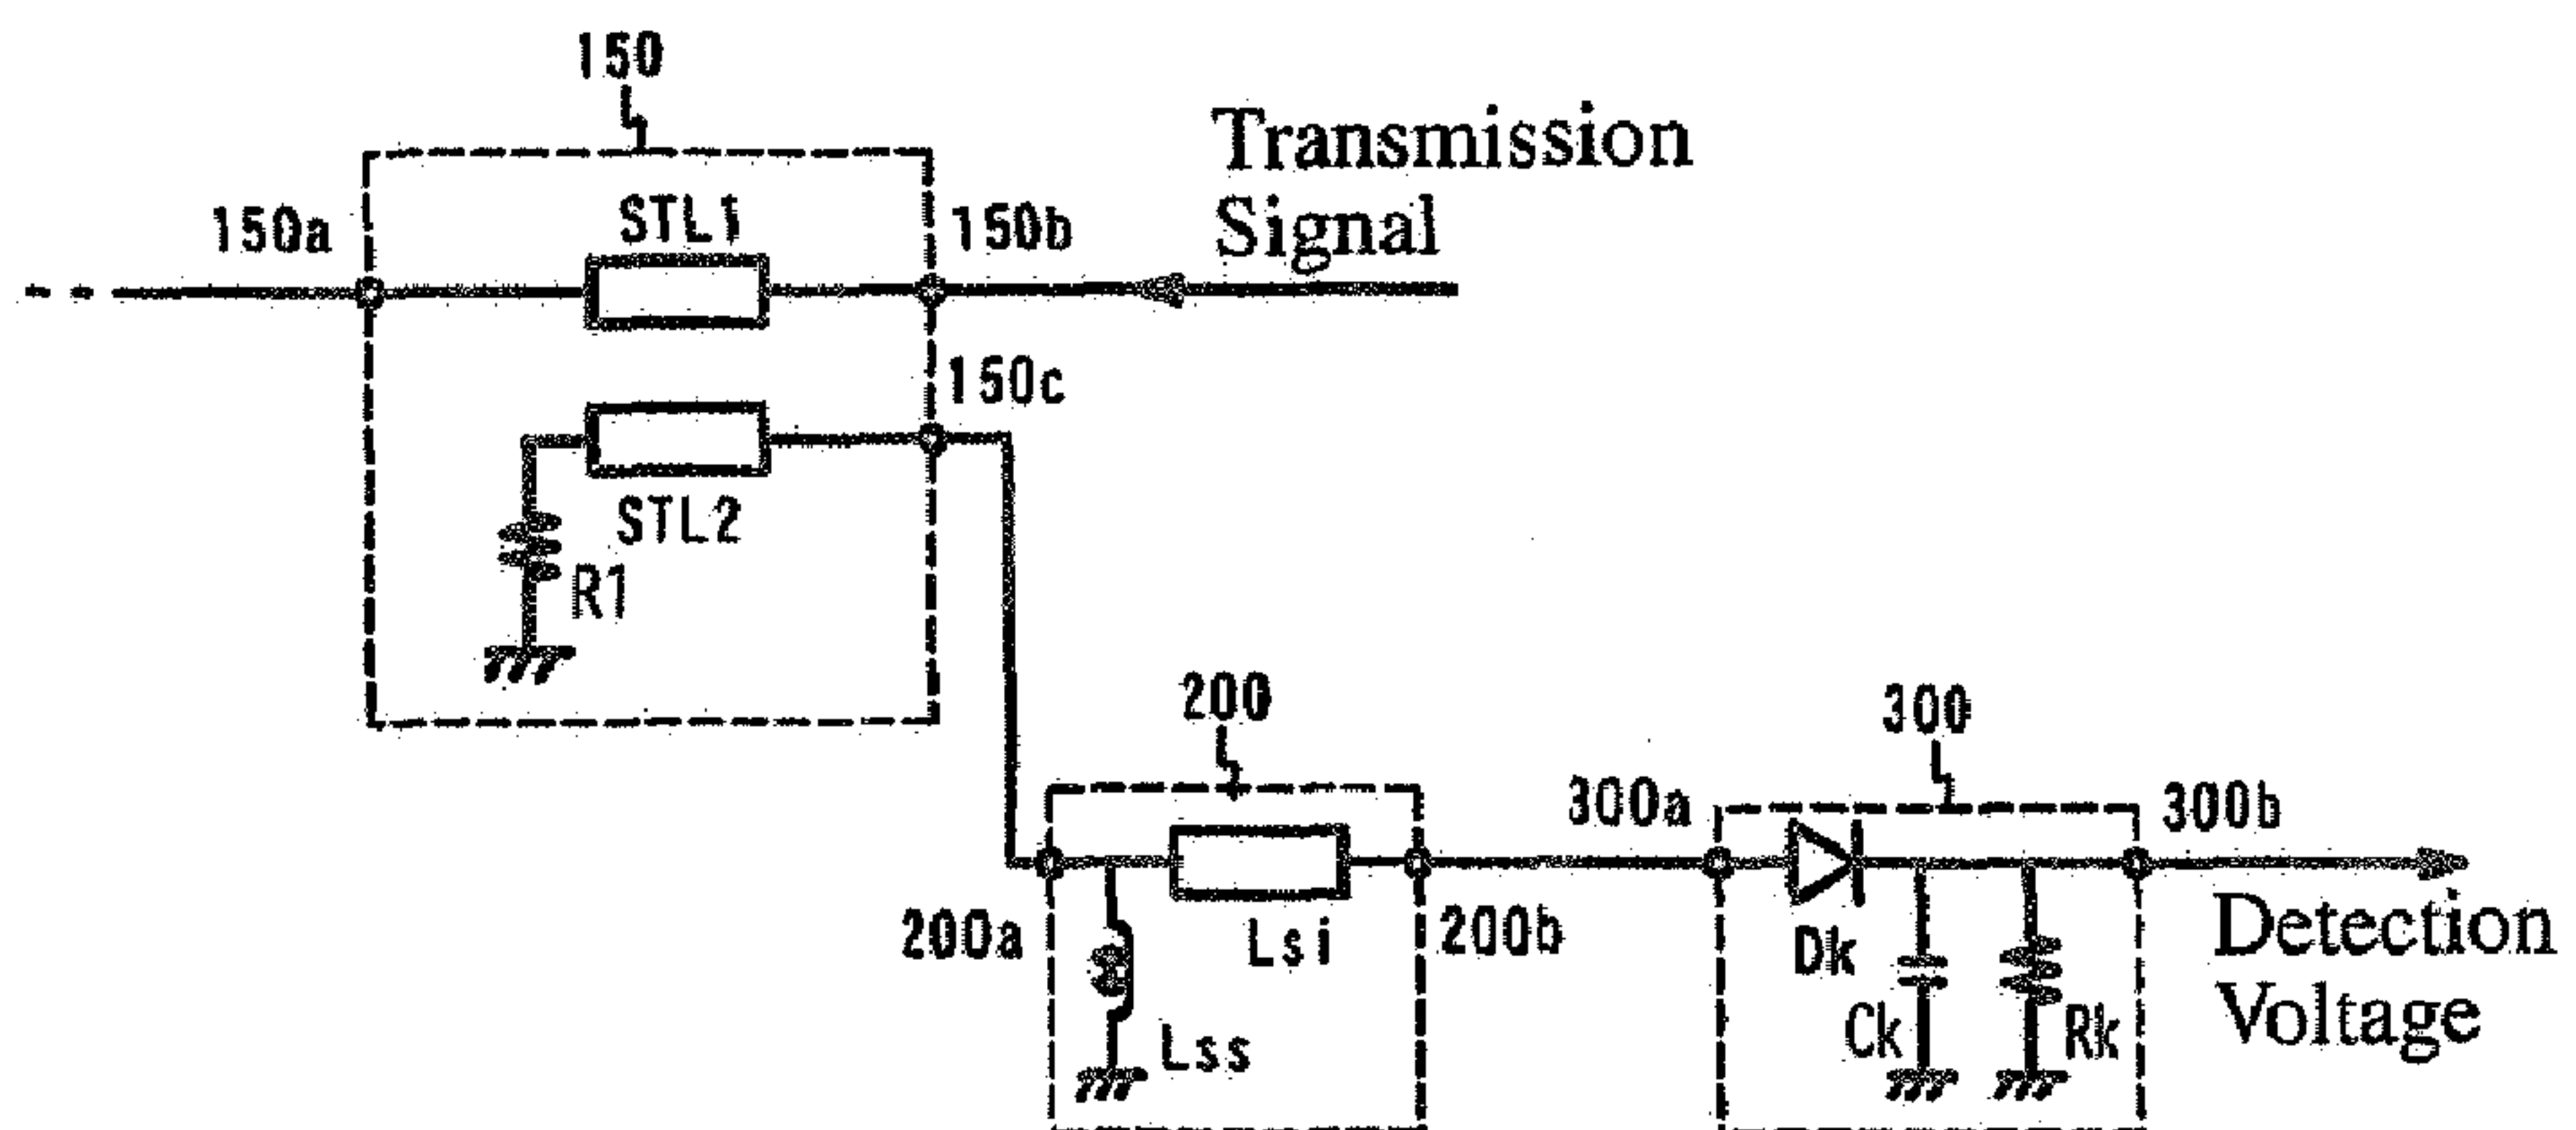 150
Transmission
Signal
150a
STL1
150b
150c
STL2
R1
200
300
300a
300b
200a
Lsi
200b
Dk
Detection
Voltage
Lss
Ck
Rk